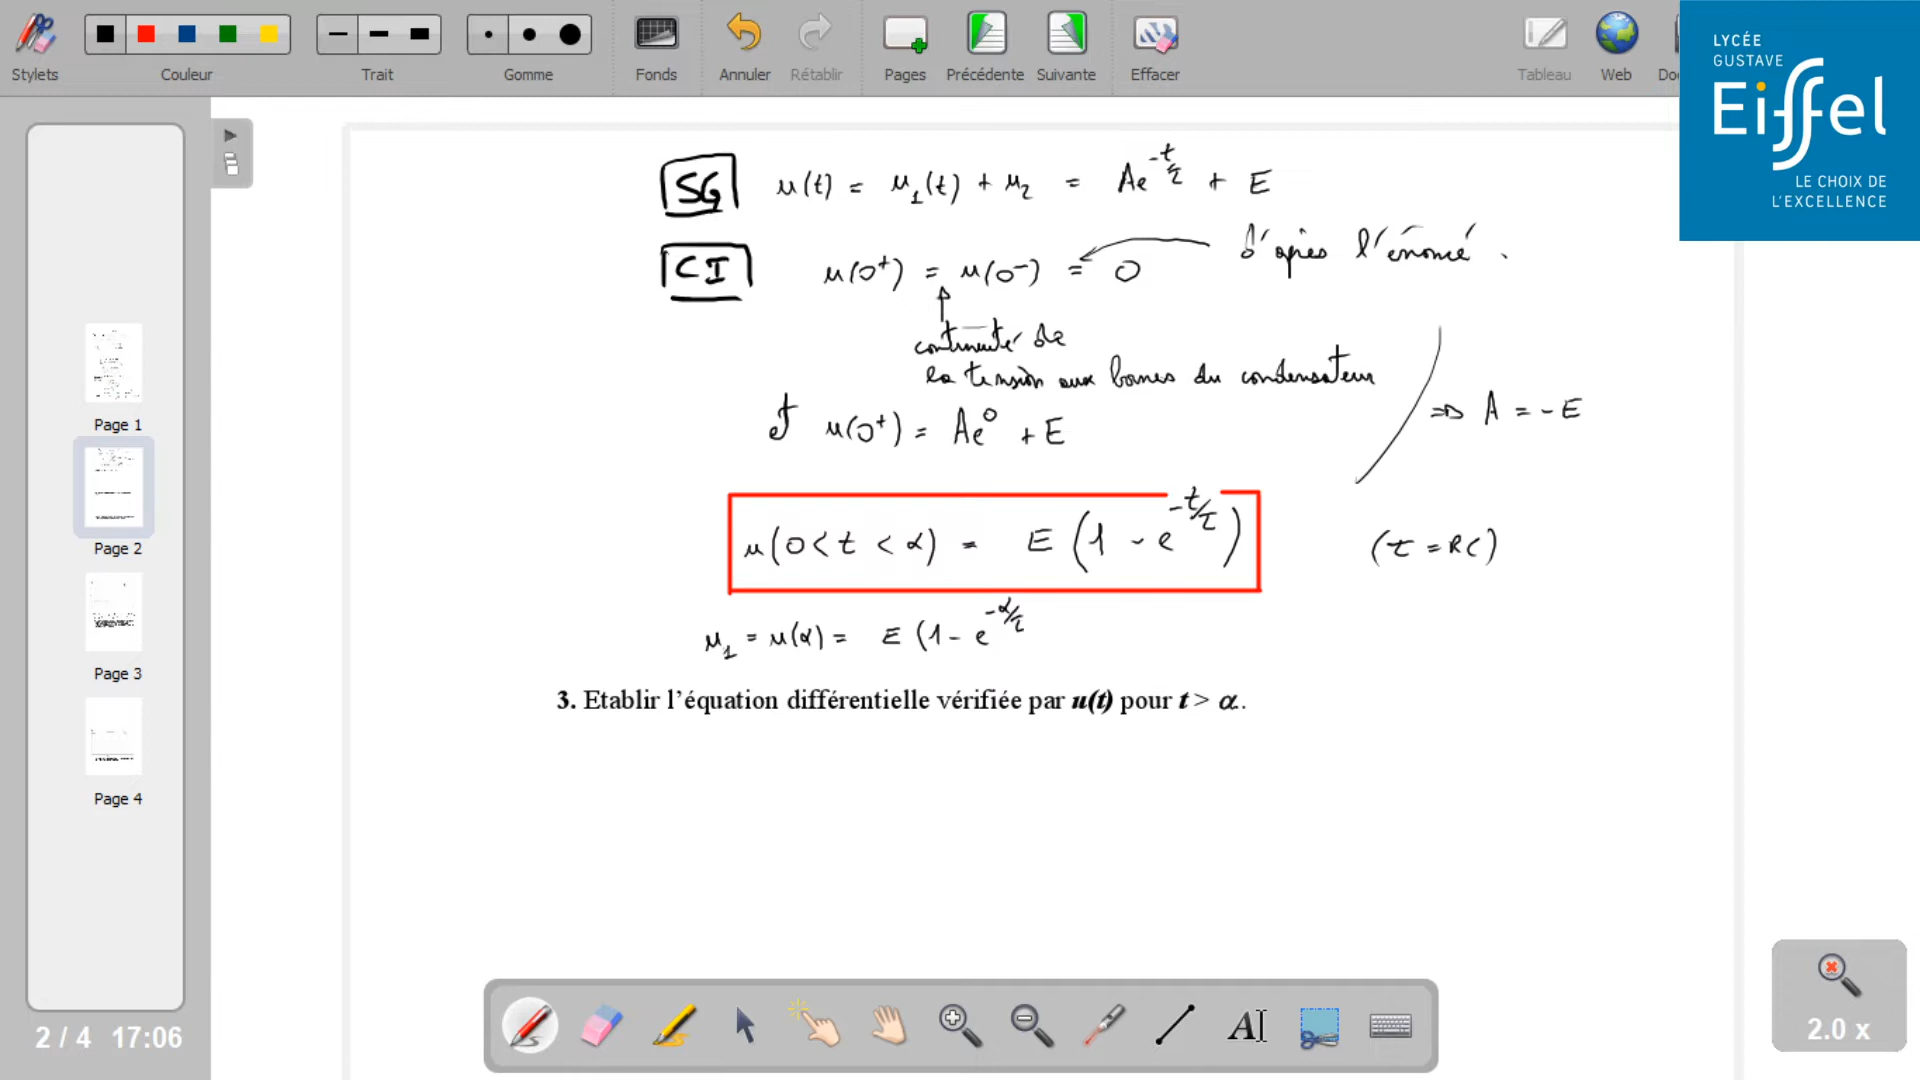 Stylets Couleur Trait Gomme Fonds Annuler Rétablir Pages Précédente Suivante Effacer Tableau Web
LYCÉE
GUSTAVE
Eiffel
LE CHOIX DE
L'EXCELLENCE
SG u(t) = u₁(t) + u₂ = Ae^(-t/τ) + E
CI u(0⁺) = u(0⁻) = 0 d'après l'énoncé.
continuité de
la tension aux bornes du condensateur
et u(0⁺) = Ae⁰ + E ⇒ A = -E
u(0<t<α) = E(1 - e^(-t/τ)) (τ = RC)
u₁ = u(α) = E(1 - e^(-α/τ)
3. Etablir l'équation différentielle vérifiée par u(t) pour t > α.
Page 1
Page 2
Page 3
Page 4
2 / 4 17:06
2.0 x